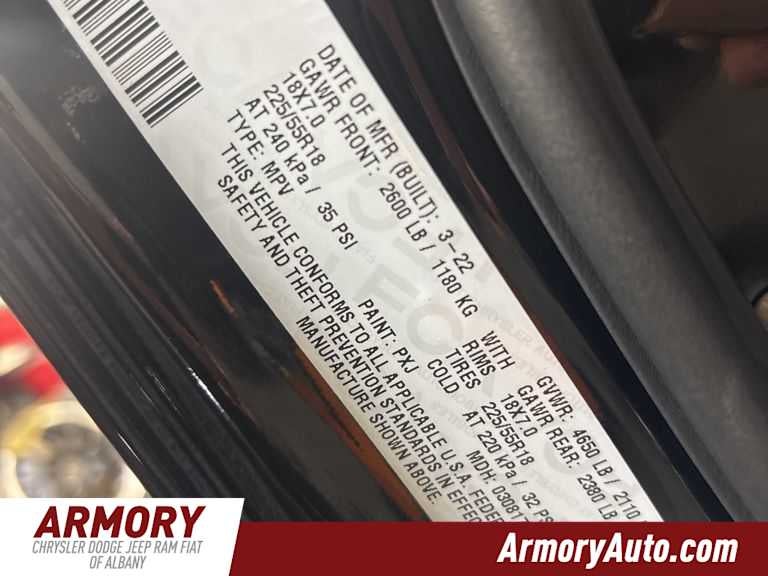 DATE OF MFR (BUILT): 3-22 GVWR: 4650 LB / 2110
GAWR FRONT: 2600 LB / 1180 KG WITH GAWR REAR: 2380 LB
18X7.0 RIMS 18X7.0
225/55R18 TIRES 225/55R18
AT 240 kPa / 35 PSI COLD AT 220 kPa / 32
TYPE: MPV PAINT: PXJ MDH:
THIS VEHICLE CONFORMS TO ALL APPLICABLE U.S.A.
SAFETY AND THEFT PREVENTION STANDARDS IN
MANUFACTURE SHOWN ABOVE.
ARMORY
CHRYSLER DODGE JEEP RAM FIAT
OF ALBANY
ArmoryAuto.com